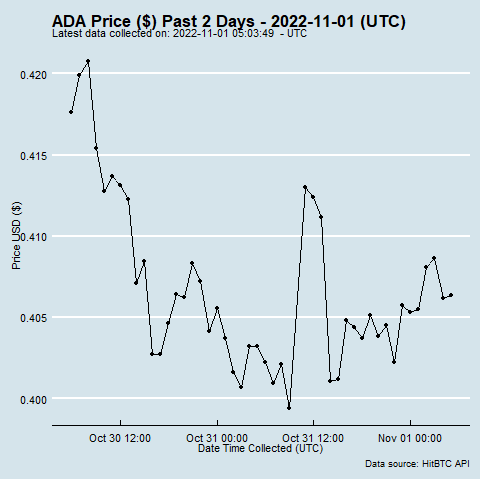 ADA Price ($) Past 2 Days - 2022-11-01 (UTC)
Latest data collected on: 2022-11-01 05:03:49 - UTC
0.420
0.415
0.410
0.405
0.400
Price USD ($)
Oct 30 12:00
Oct 31 00:00
Oct 31 12:00
Nov 01 00:00
Date Time Collected (UTC)
Data source: HitBTC API